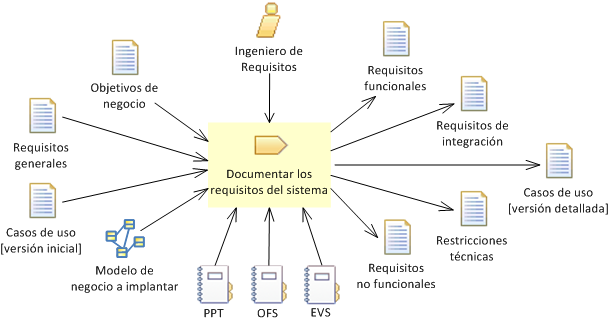 Ingeniero de
Requisitos
Objetivos de
negocio
Requisitos
funcionales
Requisitos
generales
Requisitos de
integración
Documentar los
requisitos del sistema
Casos de uso
[versión inicial]
Casos de uso
[versión detallada]
Modelo de
negocio a implantar
Restricciones
técnicas
Requisitos
no funcionales
PPT
OFS
EVS